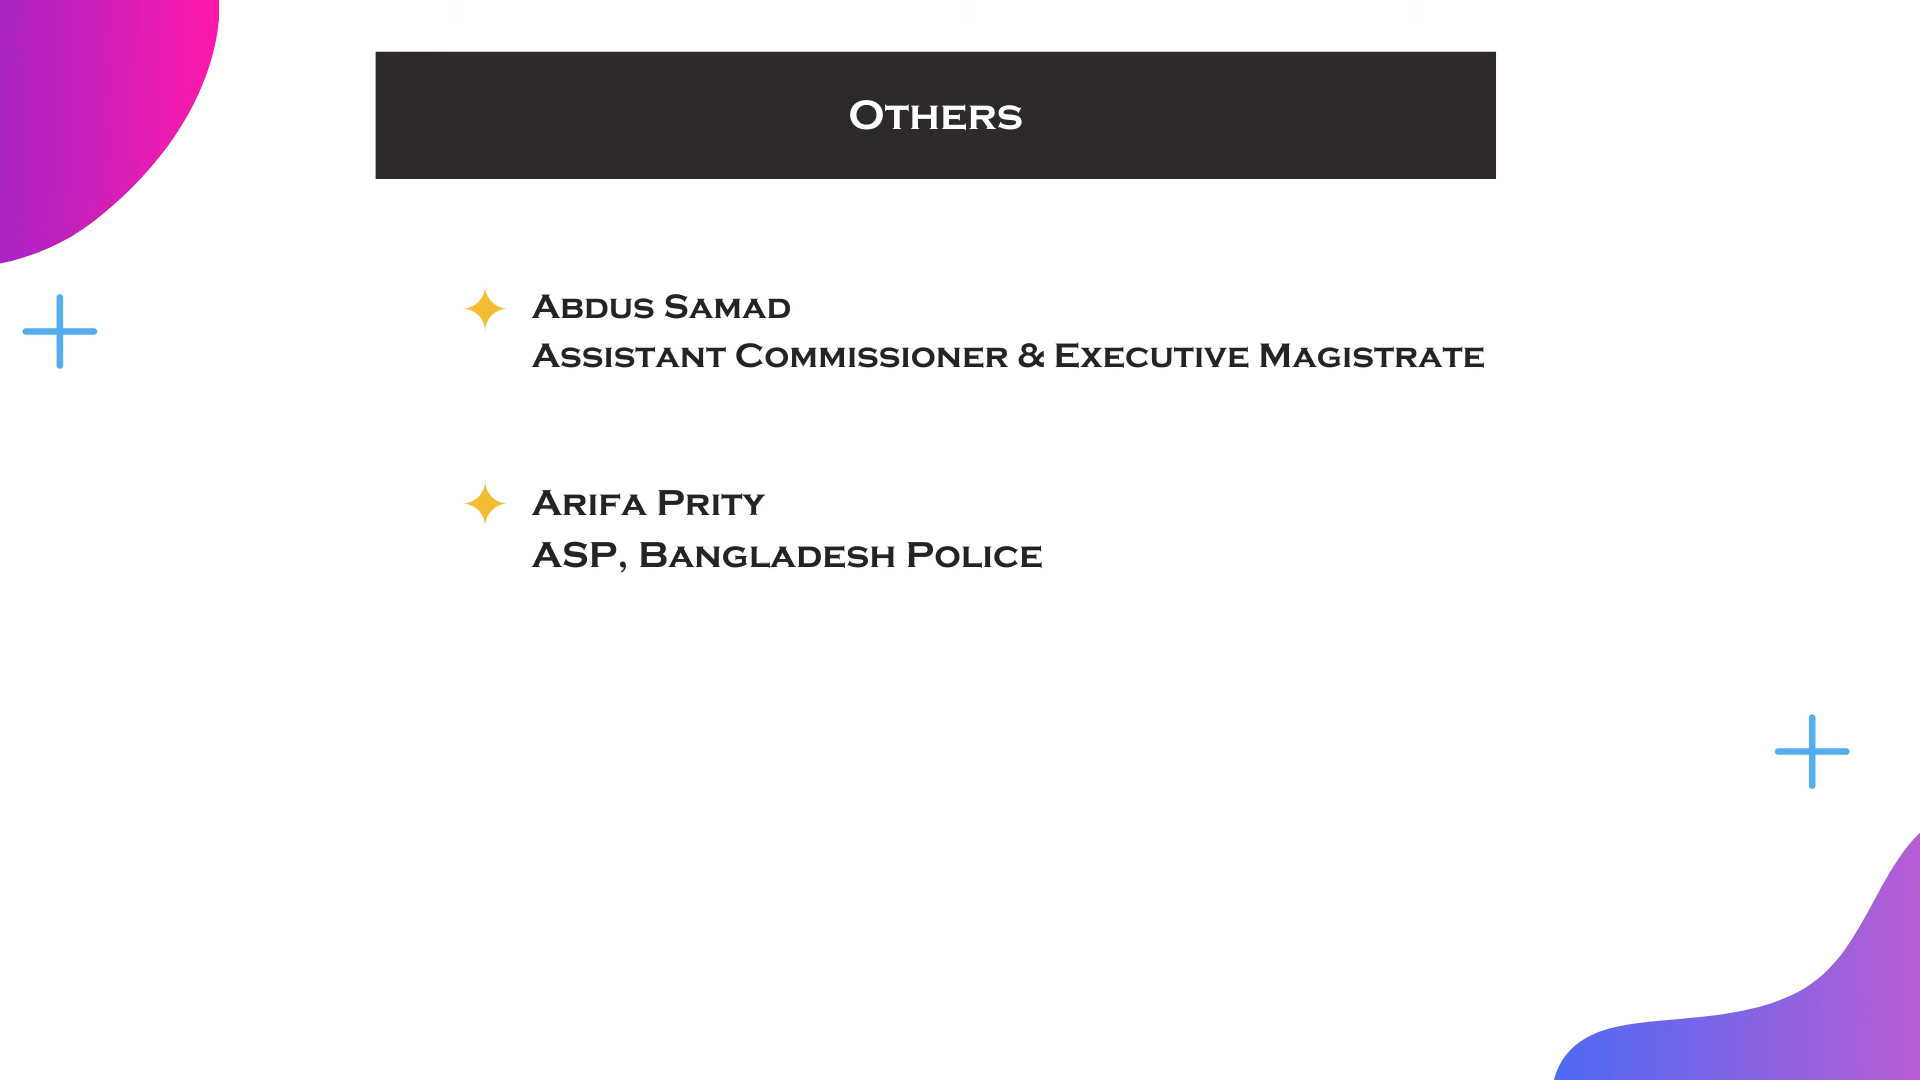 Others
Abdus Samad
Assistant Commissioner & Executive Magistrate
Arifa Prity
ASP, Bangladesh Police